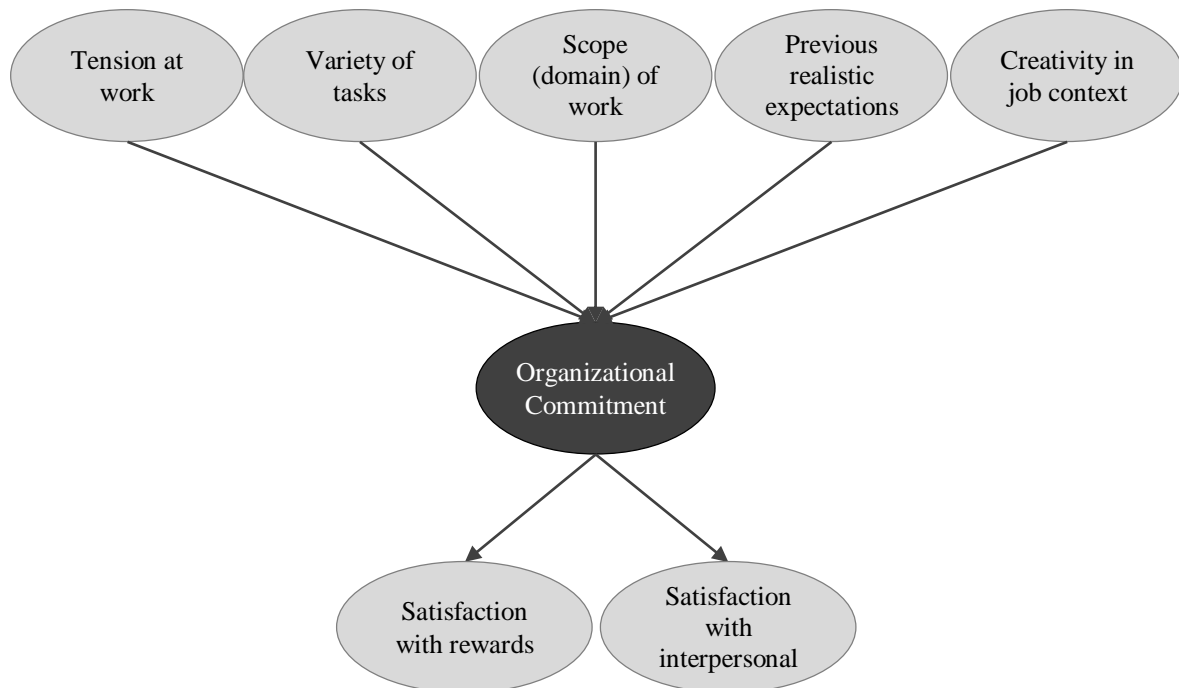 Tension at
work
Variety of
tasks
Scope
(domain) of
work
Previous
realistic
expectations
Creativity in
job context
Organizational
Commitment
Satisfaction
with rewards
Satisfaction
with
interpersonal